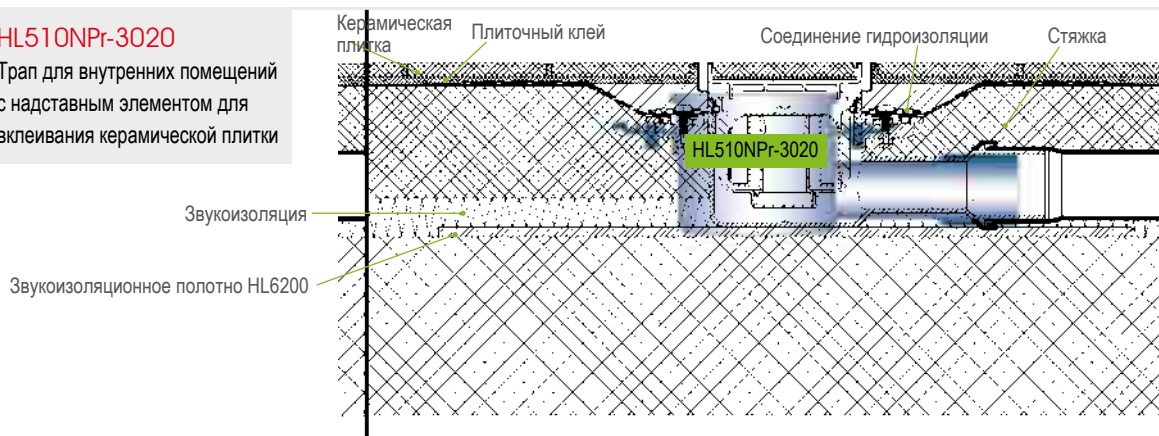 HL510NPr-3020
Трап для внутренних помещений
с надставным элементом для
вклеивания керамической плитки
Керамическая
плитка
Плиточный клей
Соединение гидроизоляции
Стяжка
HL510NPr-3020
Звукоизоляция
Звукоизоляционное полотно HL6200